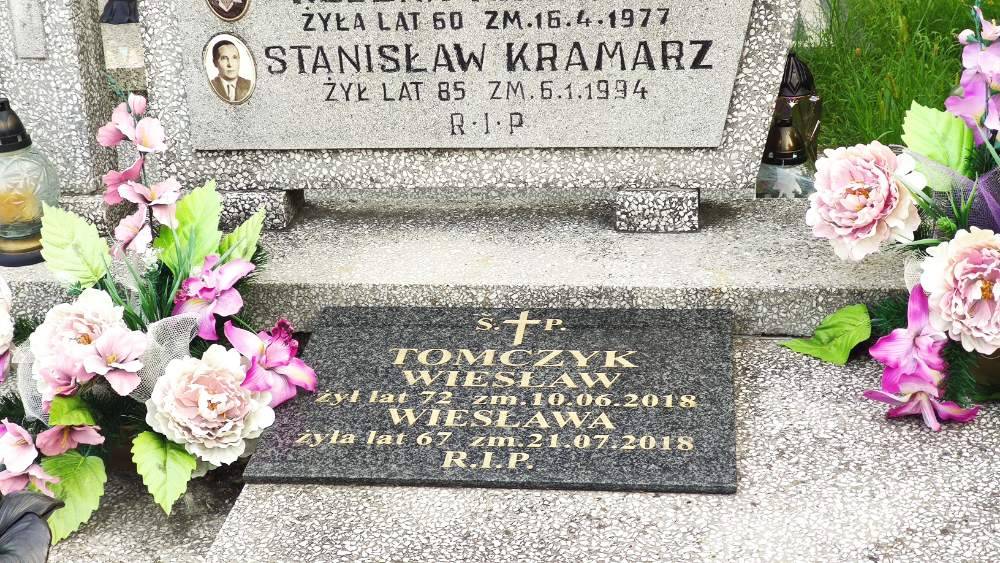 ŻYŁA LAT 60 ZM.16.4.1977
STANISŁAW KRAMARZ
ŻYŁ LAT 85 ZM.6.1.1994
R·I·P
Ś. P.
TOMCZYK
WIESŁAW
żył lat 72 zm.10.06.2018
WIESŁAWA
żyła lat 67 zm.21.07.2018
R.I.P.